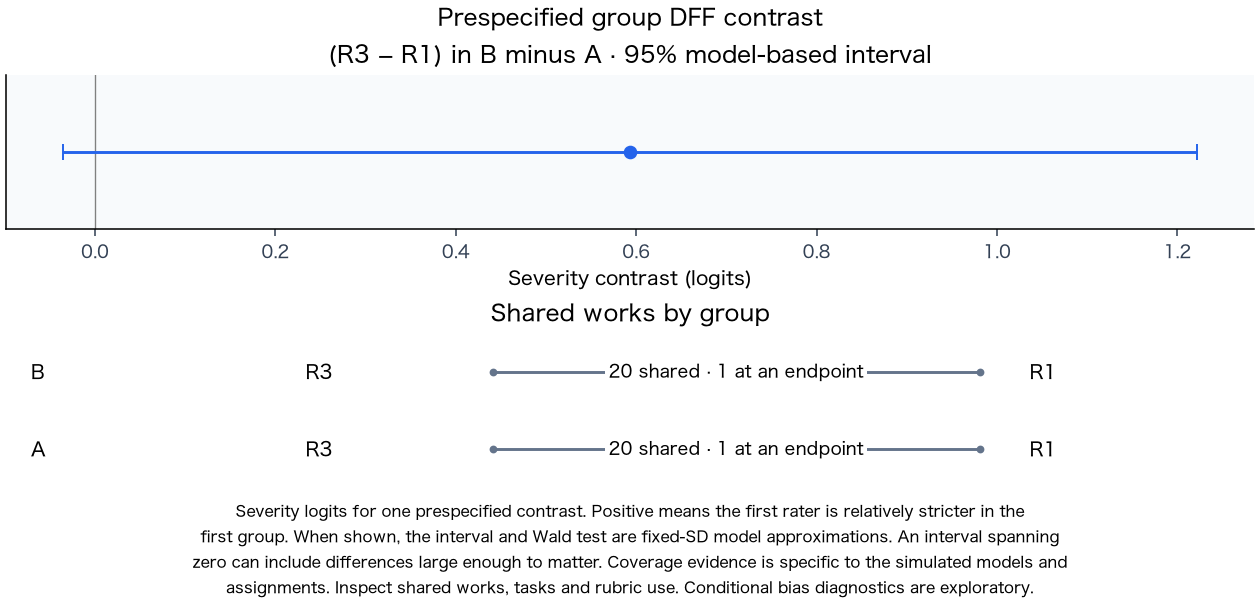 Prespecified group DFF contrast
(R3 − R1) in B minus A · 95% model-based interval
0.0 0.2 0.4 0.6 0.8 1.0 1.2
Severity contrast (logits)
Shared works by group
B R3 20 shared · 1 at an endpoint R1
A R3 20 shared · 1 at an endpoint R1
Severity logits for one prespecified contrast. Positive means the first rater is relatively stricter in the
first group. When shown, the interval and Wald test are fixed-SD model approximations. An interval spanning
zero can include differences large enough to matter. Coverage evidence is specific to the simulated models and
assignments. Inspect shared works, tasks and rubric use. Conditional bias diagnostics are exploratory.